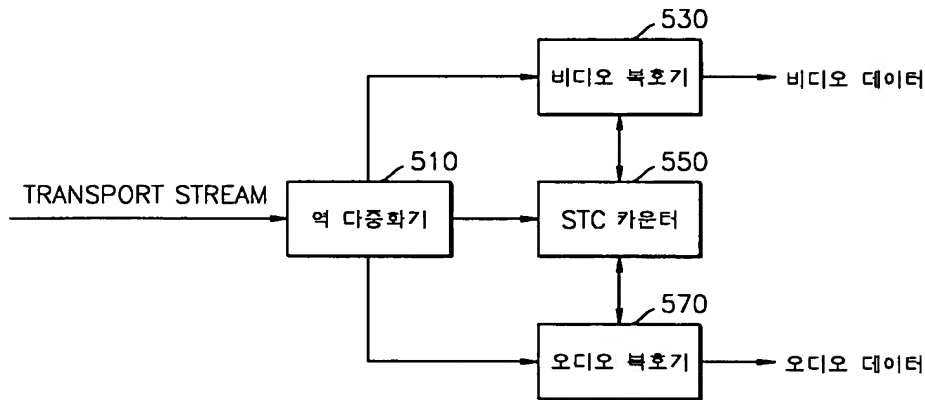 530
비디오 복호기
비디오 데이터
510
550
TRANSPORT STREAM
역 다중화기
STC 카운터
570
오디오 복호기
오디오 데이터